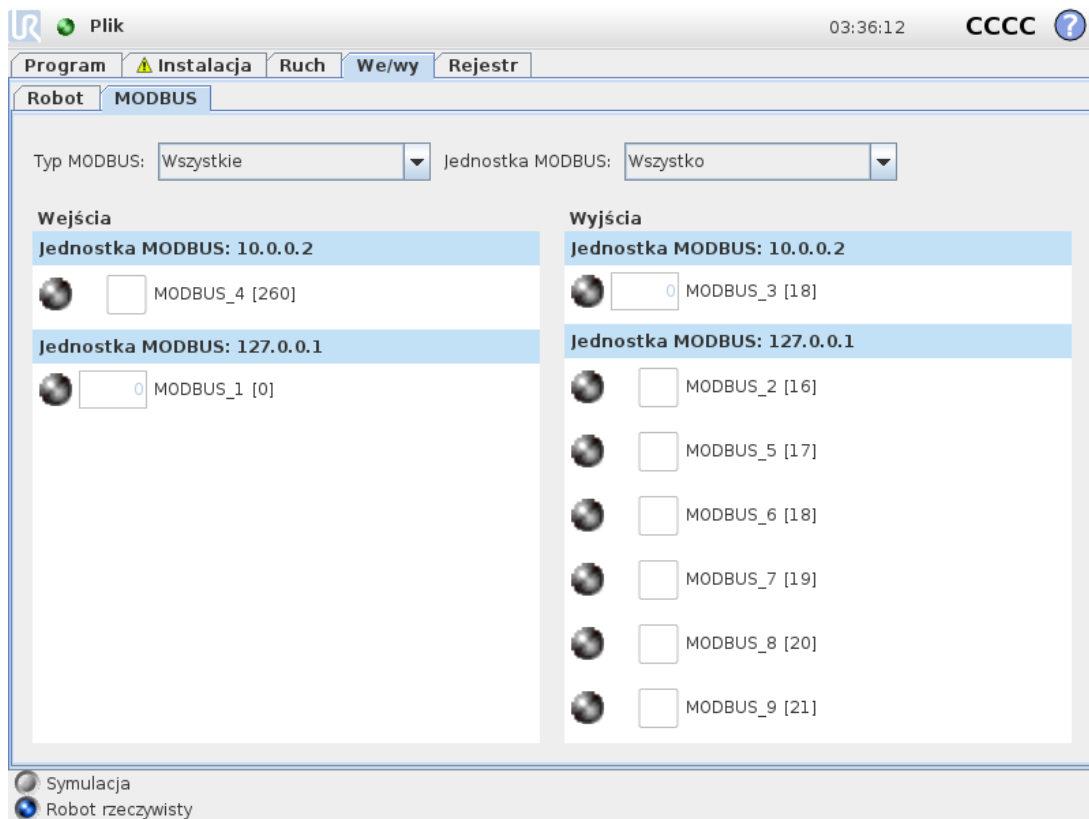 UR Plik 03:36:12 CCCC ?
Program Instalacja Ruch We/wy Rejestr
Robot MODBUS
Typ MODBUS: Wszystkie Jednostka MODBUS: Wszystko
Wejścia
Jednostka MODBUS: 10.0.0.2
MODBUS_4 [260]
Jednostka MODBUS: 127.0.0.1
0 MODBUS_1 [0]
Wyjścia
Jednostka MODBUS: 10.0.0.2
0 MODBUS_3 [18]
Jednostka MODBUS: 127.0.0.1
MODBUS_2 [16]
MODBUS_5 [17]
MODBUS_6 [18]
MODBUS_7 [19]
MODBUS_8 [20]
MODBUS_9 [21]
Symulacja
Robot rzeczywisty